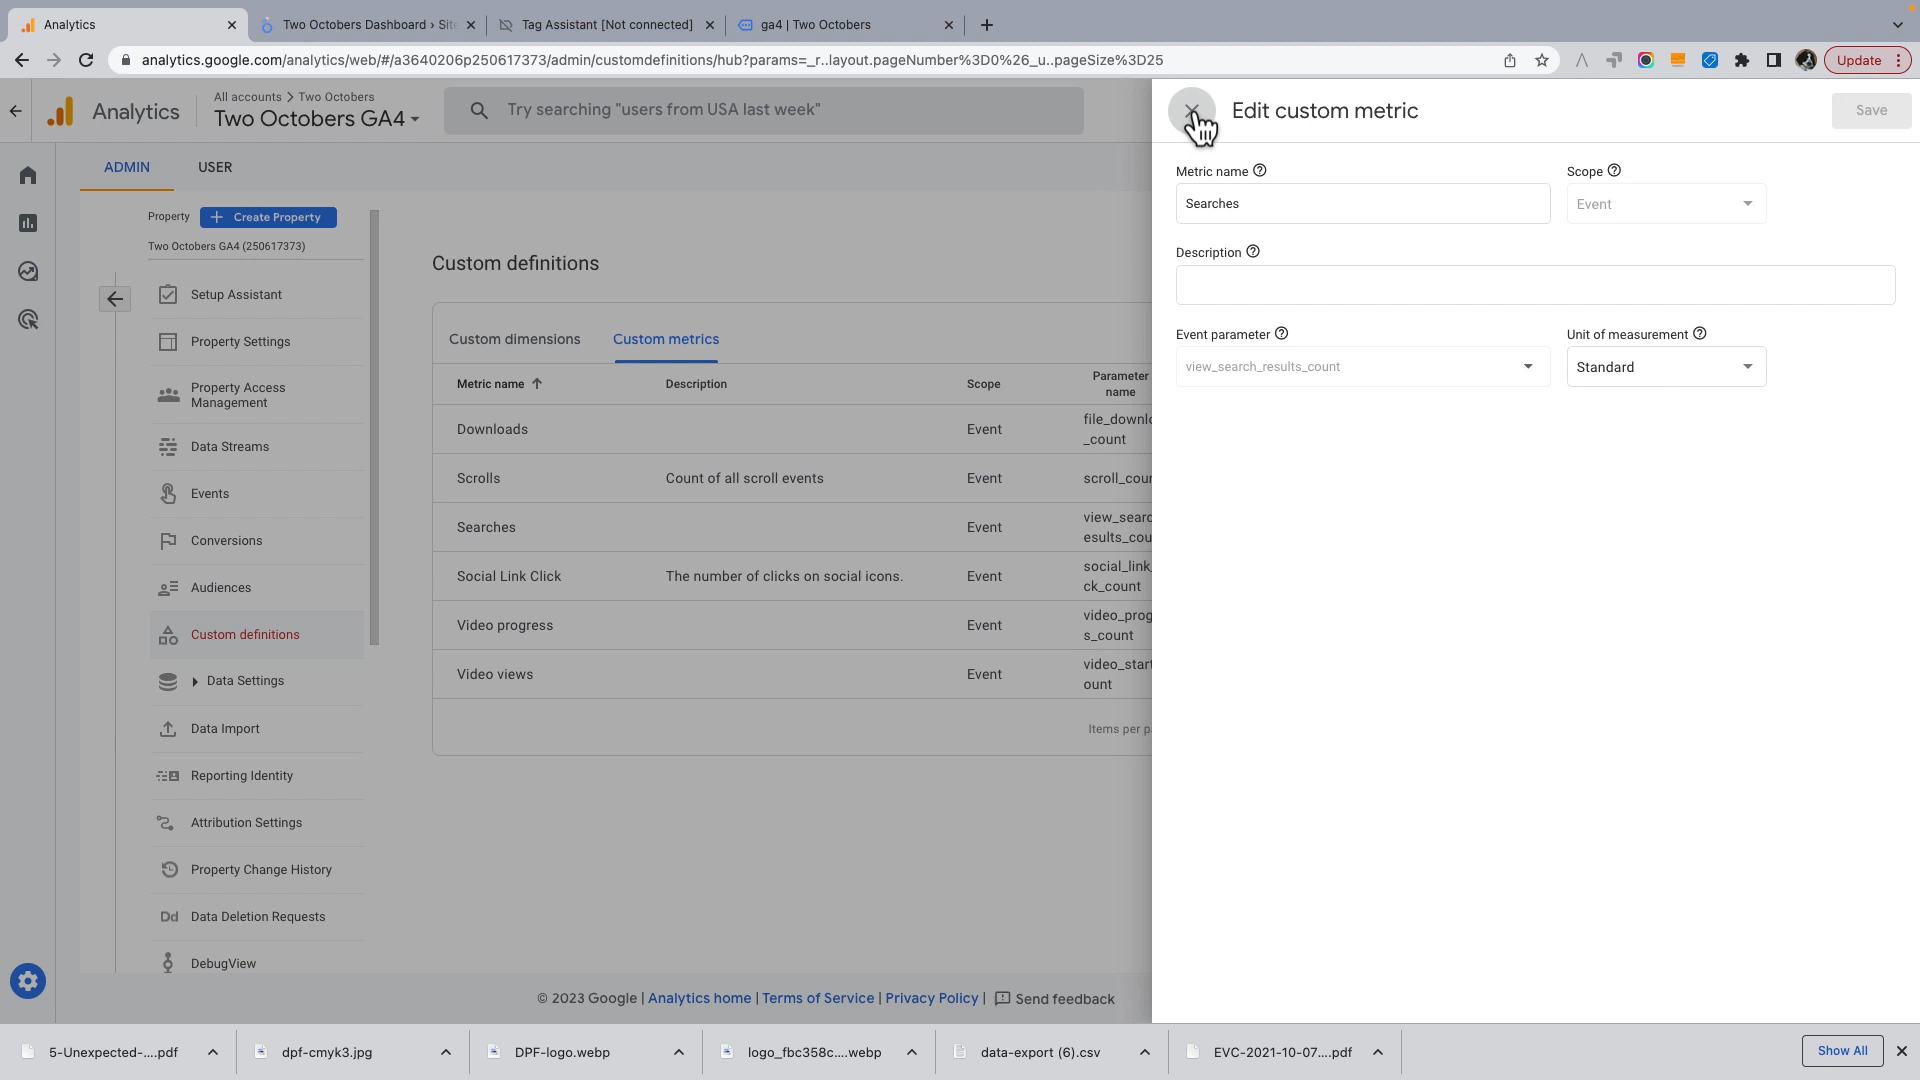 Analytics
Two Octobers Dashboard › Site
Tag Assistant [Not connected]
ga4 | Two Octobers
analytics.google.com/analytics/web/#/a3640206p250617373/admin/customdefinitions/hub?params=_r..layout.pageNumber%3D0%26_u..pageSize%3D25
Update
Analytics
All accounts > Two Octobers
Two Octobers GA4
Try searching "users from USA last week"
Edit custom metric
Save
ADMIN
USER
Property
Create Property
Two Octobers GA4 (250617373)
Setup Assistant
Property Settings
Property Access
Management
Data Streams
Events
Conversions
Audiences
Custom definitions
Data Settings
Data Import
Reporting Identity
Attribution Settings
Property Change History
Dd Data Deletion Requests
DebugView
Custom definitions
Custom dimensions
Custom metrics
Metric name
Description
Scope
Parameter
name
Downloads
Event
file_downlo
_count
Scrolls
Count of all scroll events
Event
scroll_coun
Searches
Event
view_searc
esults_cou
Social Link Click
The number of clicks on social icons.
Event
social_link_
ck_count
Video progress
Event
video_prog
s_count
Video views
Event
video_start
ount
Items per pa
Metric name
Scope
Searches
Event
Description
Event parameter
Unit of measurement
view_search_results_count
Standard
© 2023 Google | Analytics home | Terms of Service | Privacy Policy | Send feedback
5-Unexpected-....pdf
dpf-cmyk3.jpg
DPF-logo.webp
logo_fbc358c....webp
data-export (6).csv
EVC-2021-10-07....pdf
Show All